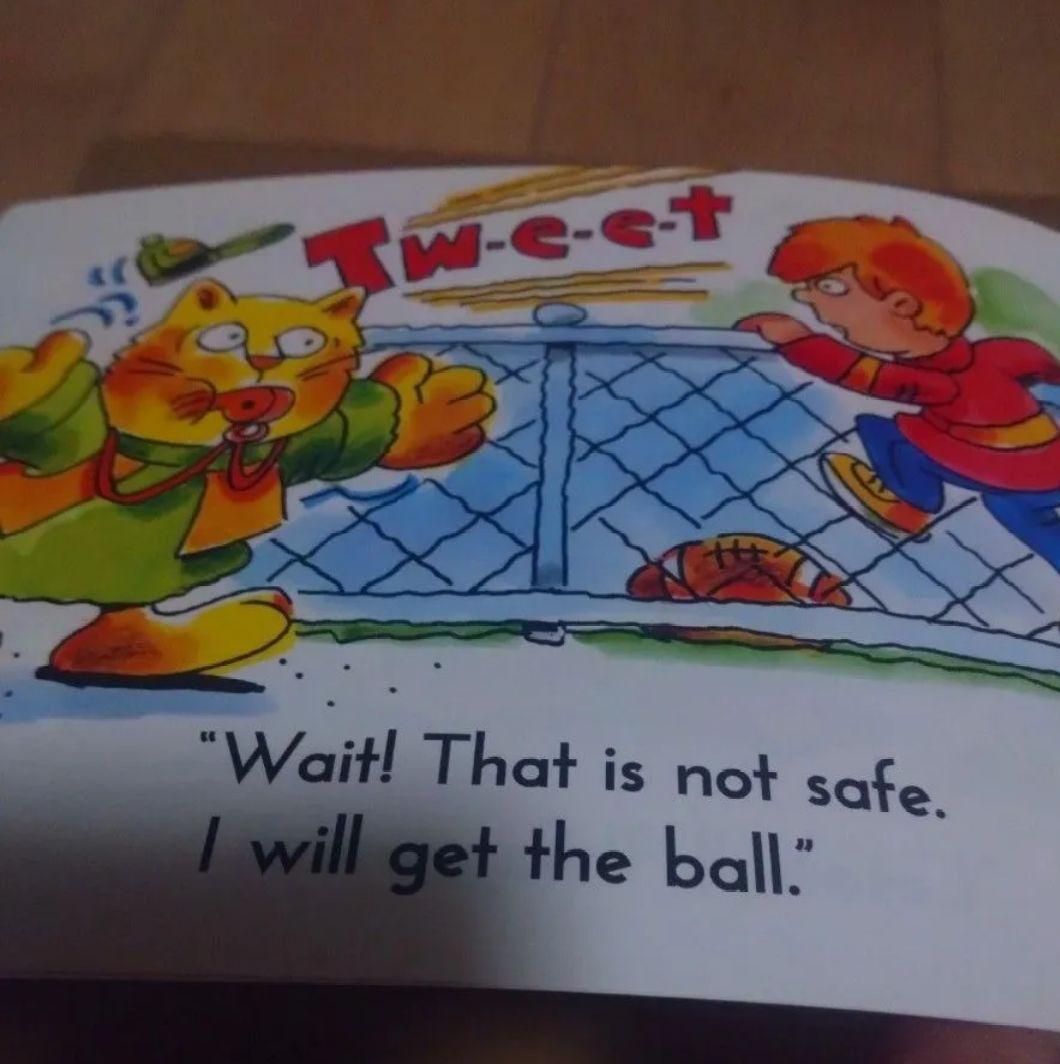 Tw-e-e-t
“Wait! That is not safe.
I will get the ball.”